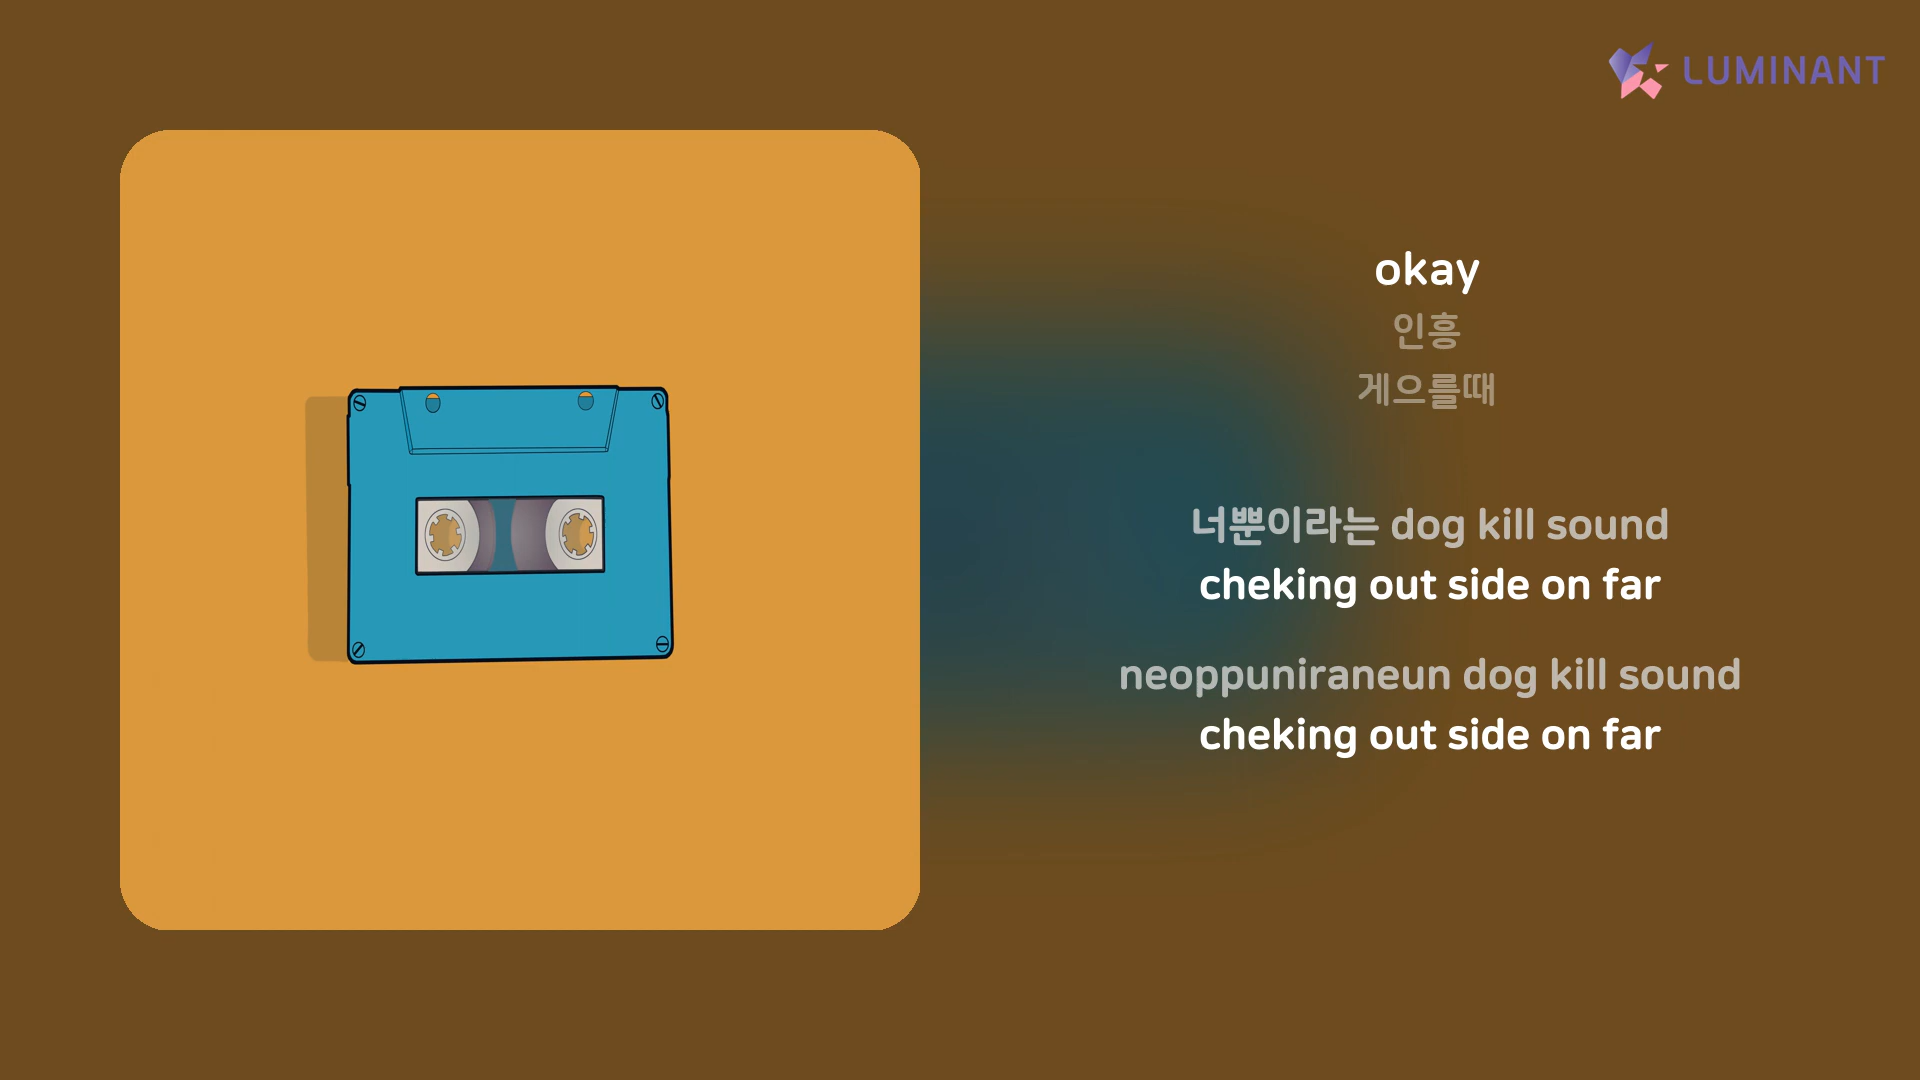 LUMINANT
okay
인흥
게으를때
너뿐이라는 dog kill sound
cheking out side on far
neoppuniraneun dog kill sound
cheking out side on far